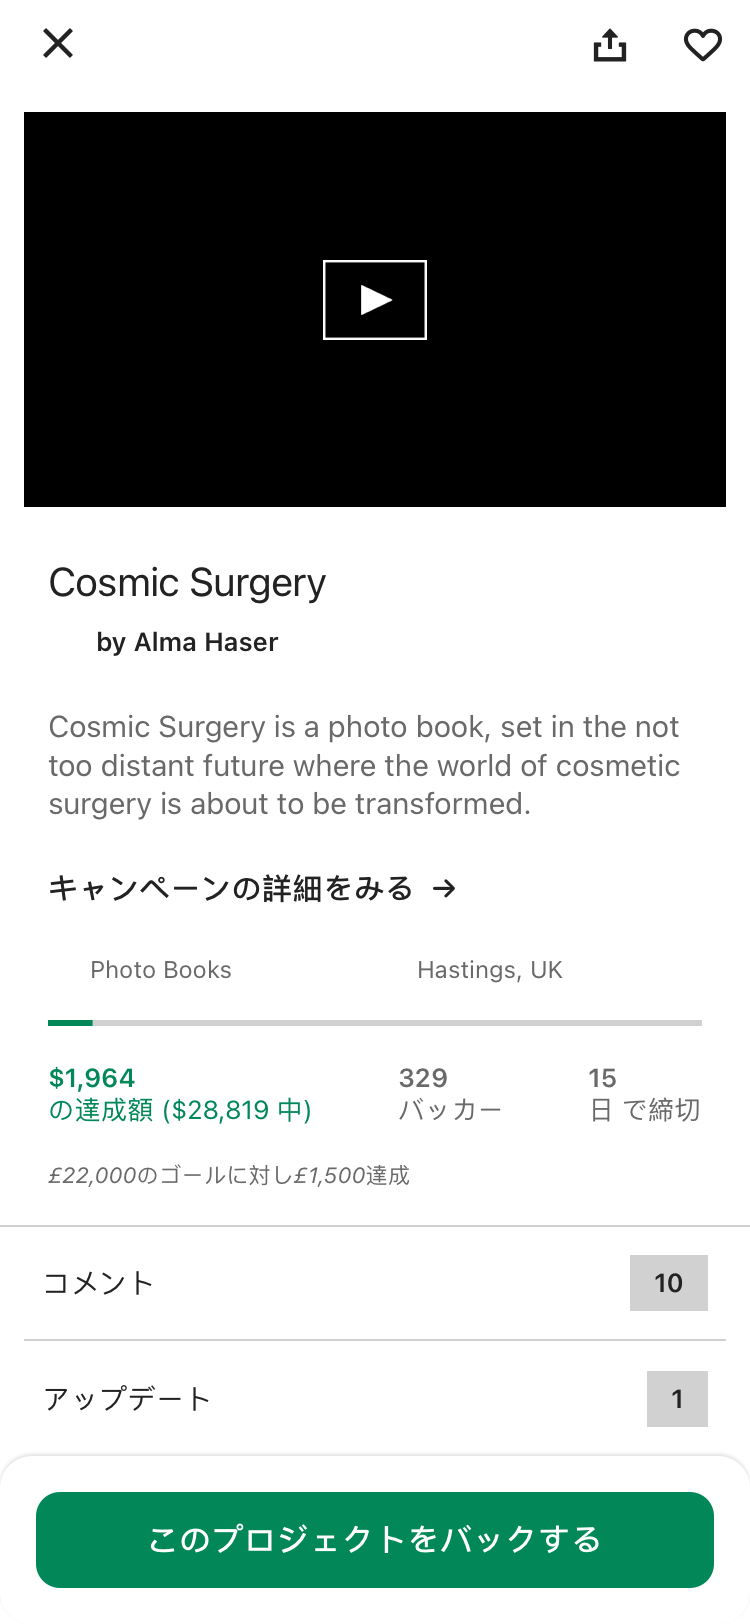 Cosmic Surgery
by Alma Haser
Cosmic Surgery is a photo book, set in the not
too distant future where the world of cosmetic
surgery is about to be transformed.
キャンペーンの詳細をみる →
Photo Books
Hastings, UK
$1,964
の達成額 ($28,819 中)
329
バッカー
15
日 で締切
£22,000のゴールに対し£1,500達成
コメント
10
アップデート
1
このプロジェクトをバックする